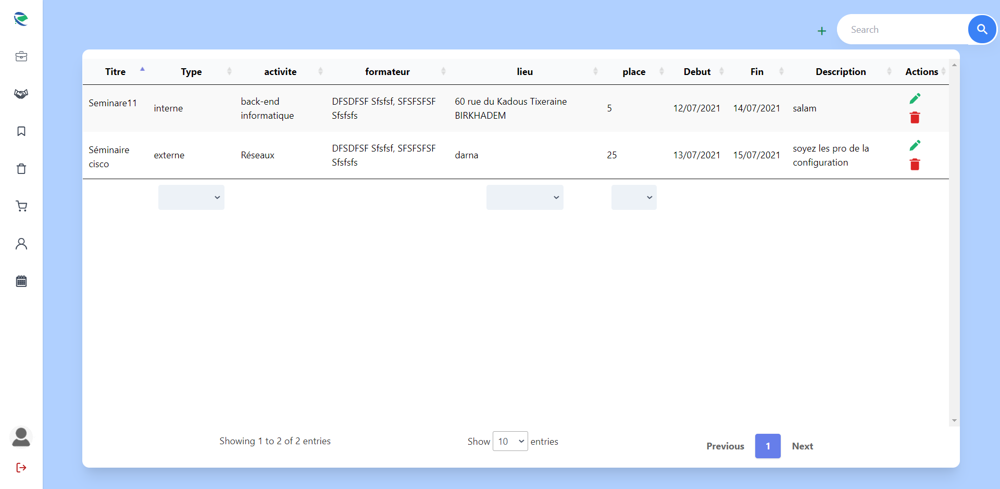 Search
Titre Type activite formateur lieu place Debut Fin Description Actions
Seminare11 interne back-end informatique DFSDFSF Sfsfsf, SFSFSFSF Sfsfsfs 60 rue du Kadous Tixeraine BIRKHADEM 5 12/07/2021 14/07/2021 salam
Séminaire cisco externe Réseaux DFSDFSF Sfsfsf, SFSFSFSF Sfsfsfs darna 25 13/07/2021 15/07/2021 soyez les pro de la configuration
Showing 1 to 2 of 2 entries Show 10 entries Previous 1 Next